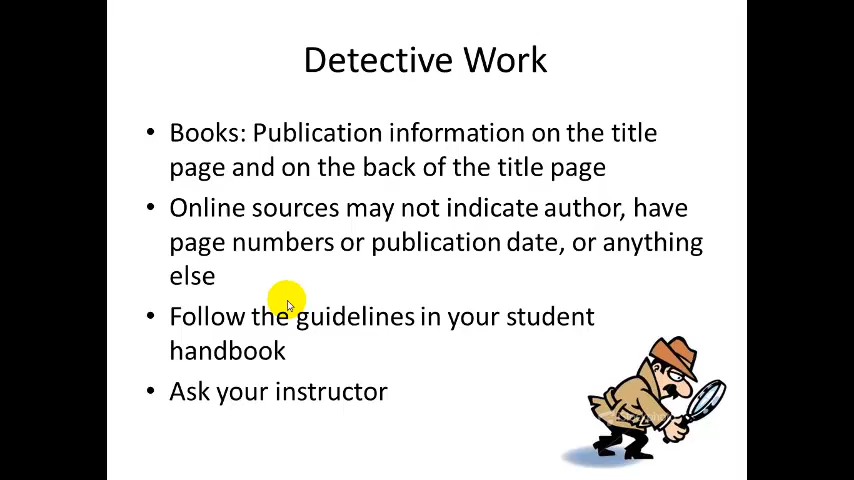 Detective Work
• Books: Publication information on the title
page and on the back of the title page
• Online sources may not indicate author, have
page numbers or publication date, or anything
else
• Follow the guidelines in your student
handbook
• Ask your instructor